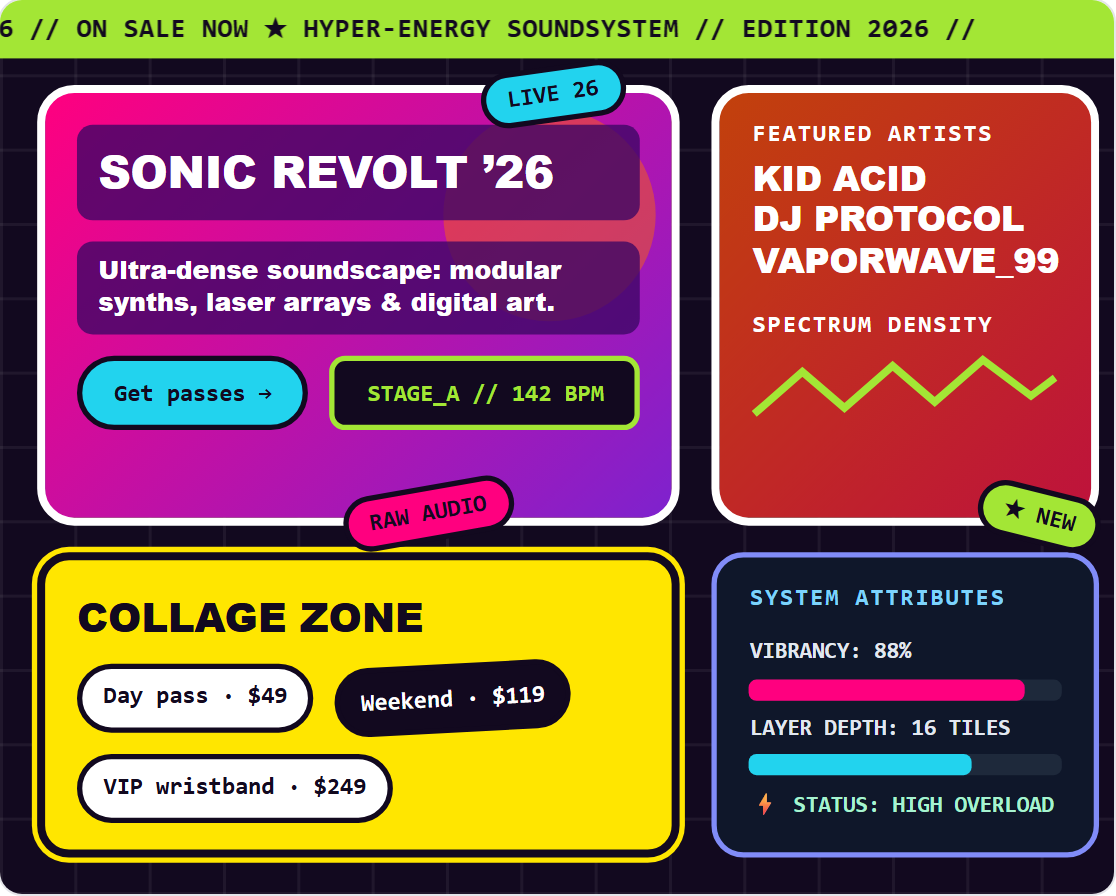 6 // ON SALE NOW ★ HYPER-ENERGY SOUNDSYSTEM // EDITION 2026 //
LIVE 26
SONIC REVOLT ’26
Ultra-dense soundscape: modular
synths, laser arrays & digital art.
Get passes →
STAGE_A // 142 BPM
RAW AUDIO
FEATURED ARTISTS
KID ACID
DJ PROTOCOL
VAPORWAVE_99
SPECTRUM DENSITY
★ NEW
COLLAGE ZONE
Day pass · $49
Weekend · $119
VIP wristband · $249
SYSTEM ATTRIBUTES
VIBRANCY: 88%
LAYER DEPTH: 16 TILES
⚡ STATUS: HIGH OVERLOAD